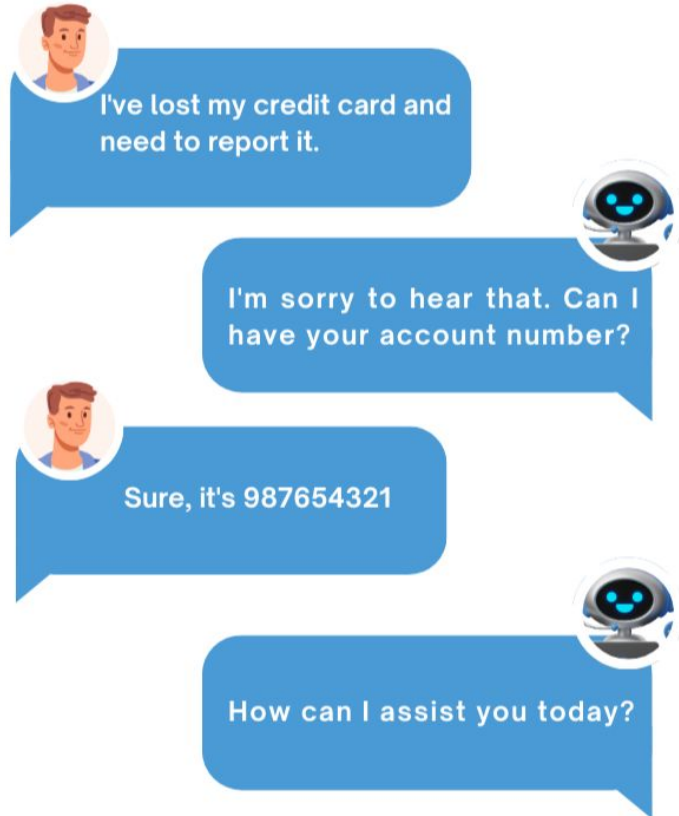 I've lost my credit card and
need to report it.
I'm sorry to hear that. Can I
have your account number?
Sure, it's 987654321
How can I assist you today?